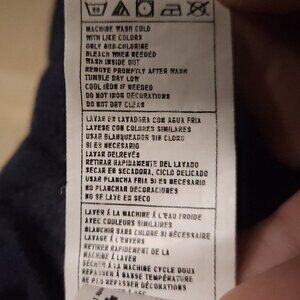 MACHINE WASH COLD
WITH LIKE COLORS
ONLY NON-CHLORINE
BLEACH WHEN NEEDED
WASH INSIDE OUT
REMOVE PROMPTLY AFTER WASH
TUMBLE DRY LOW
COOL IRON IF NEEDED
DO NOT IRON DECORATIONS
DO NOT DRY CLEAN
LAVAR EN LAVADORA CON AGUA FRIA
LAVESE CON COLORES SIMILARES
USAR BLANQUEADOR SIN CLORO
SI ES NECESARIO
LAVAR DELREVÉS
RETIRAR RAPIDAMENTE DEL LAVADO
SECAR EN SECADORA, CICLO DELICADO
USAR PLANCHA FRIA SI ES NECESARIO
NO PLANCHAR DECORACIONES
NO SE LAVE EN SECO
LAVER À LA MACHINE À L'EAU FROIDE
AVEC COULEURS SIMILAIRES
BLANCHIR SANS CHLORE SI NÉCESSAIRE
LAVAGE À L'ENVERS
RETIRER RAPIDEMENT DE LA
MACHINE À LAVER
SÉCHER À LA MACHINE CYCLE DOUX
REPASSER À BASSE TEMPÉRATURE
NE PAS REPASSER DÉCORATIONS